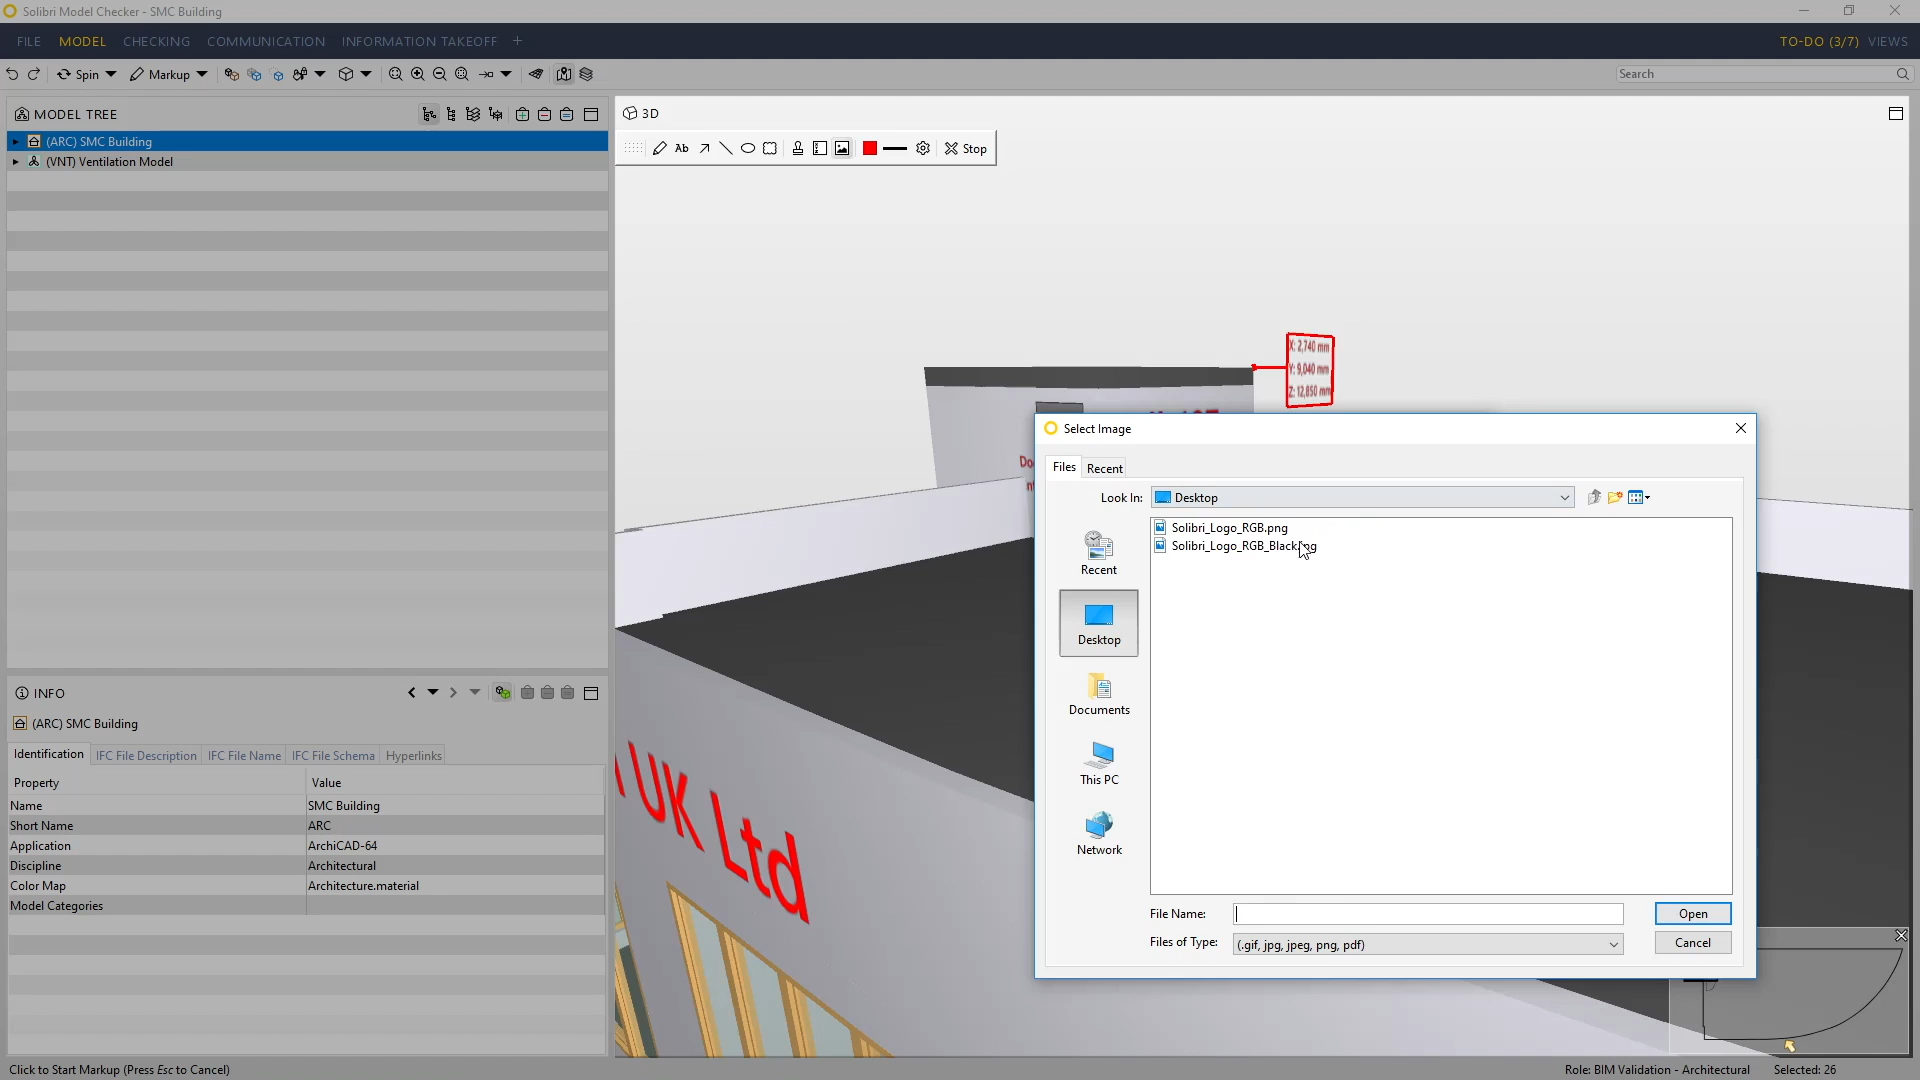 Solibri Model Checker - SMC Building
FILE MODEL CHECKING COMMUNICATION INFORMATION TAKEOFF +
TO-DO (3/7) VIEWS
Spin Markup
Search
MODEL TREE
(ARC) SMC Building
(VNT) Ventilation Model
3D
Ab Stop
X: 2,740 mm
Y: 9,040 mm
Z: 12,850 mm
UK Ltd
Select Image
Files Recent
Look In: Desktop
Solibri_Logo_RGB.png
Recent
Desktop
Documents
This PC
Network
File Name: Open
Files of Type: (.gif, jpg, jpeg, png, pdf) Cancel
INFO
(ARC) SMC Building
Identification IFC File Description IFC File Name IFC File Schema Hyperlinks
Property Value
Name SMC Building
Short Name ARC
Application ArchiCAD-64
Discipline Architectural
Color Map Architecture.material
Model Categories
Click to Start Markup (Press Esc to Cancel)
Role: BIM Validation - Architectural Selected: 26